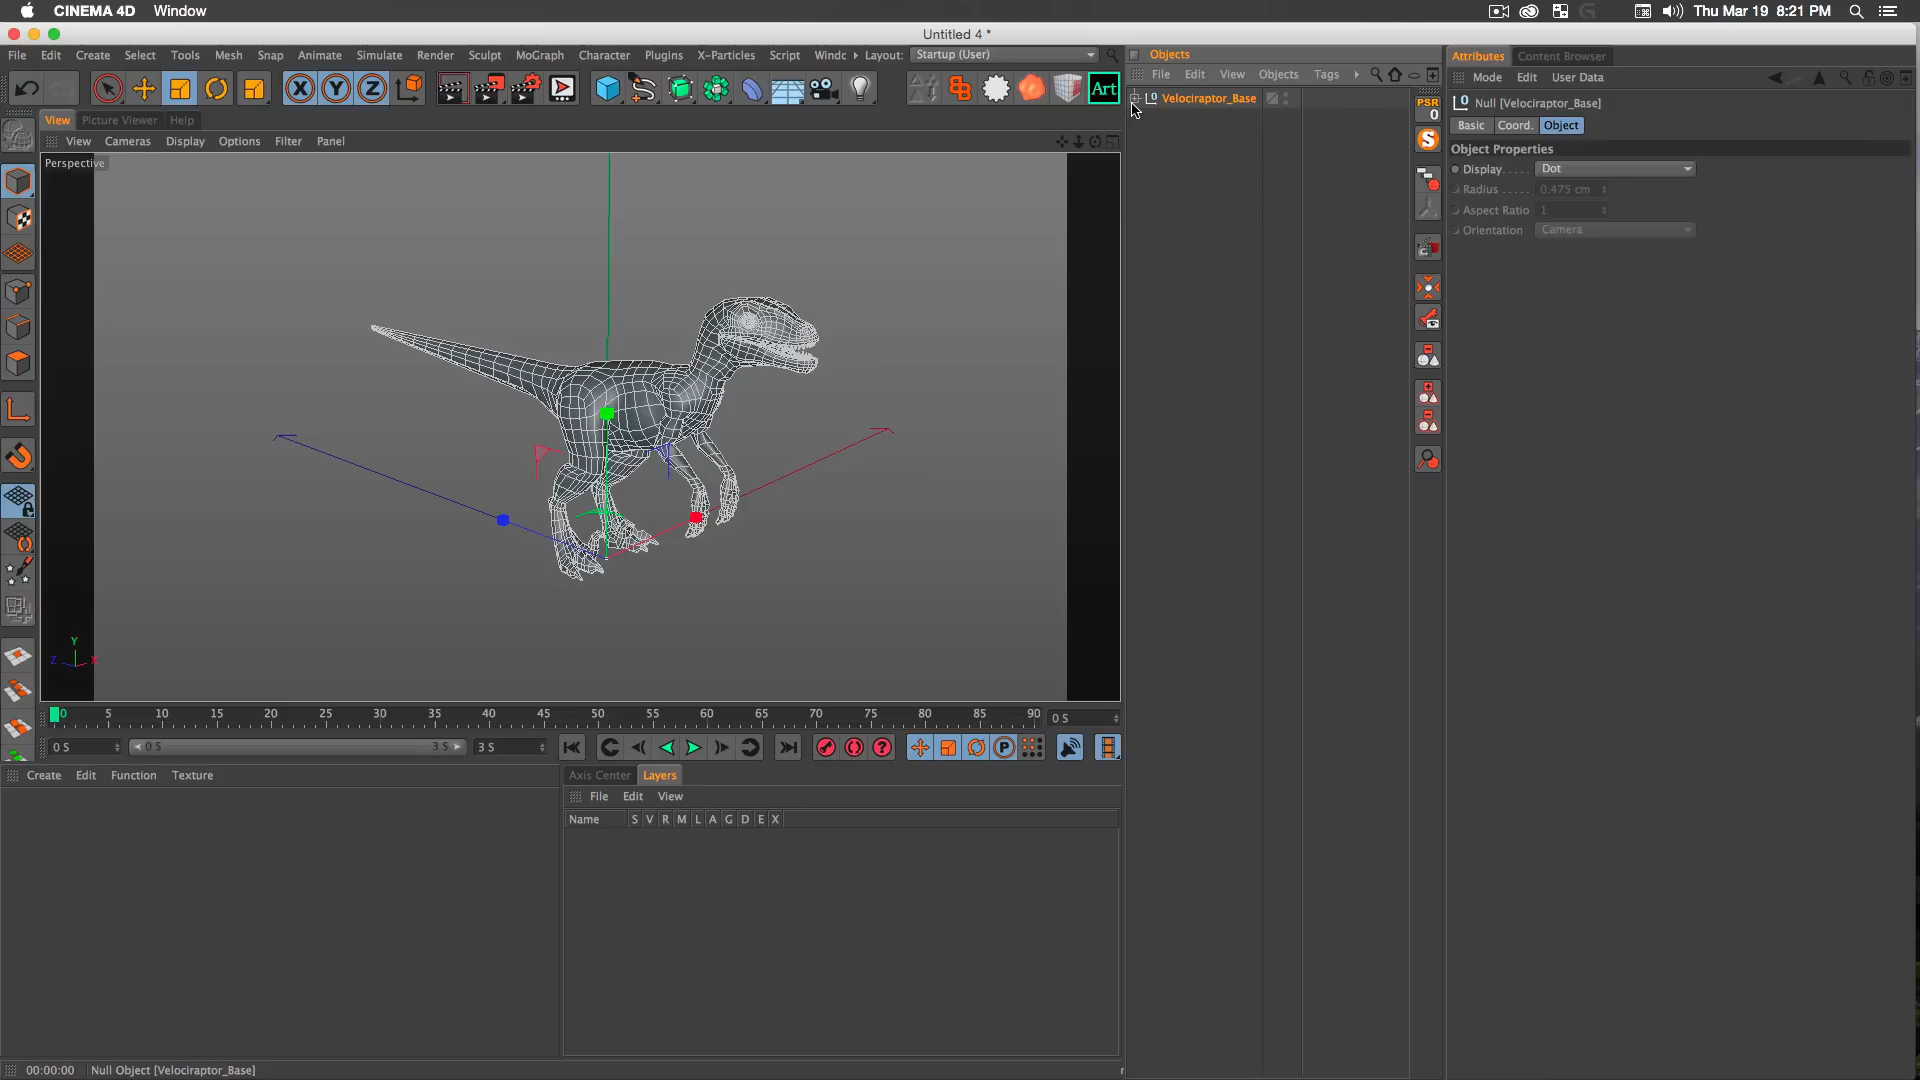 CINEMA 4D Window Thu Mar 19 8:21 PM
Untitled 4 *
File Edit Create Select Tools Mesh Snap Animate Simulate Render Sculpt MoGraph Character Plugins X-Particles Script Windc Layout: Startup (User)
Objects
Attributes Content Browser
File Edit View Objects Tags
Mode Edit User Data
X Y Z Art
Velociraptor_Base
PSR
0
Null [Velociraptor_Base]
View Picture Viewer Help
Basic Coord. Object
View Cameras Display Options Filter Panel
S
Object Properties
Perspective
Display Dot
Radius 0.475 cm
Aspect Ratio 1
Orientation Camera
Y
Z X
0 5 10 15 20 25 30 35 40 45 50 55 60 65 70 75 80 85 90 0 S
0 S 0 S 3 S 3 S ? P
Create Edit Function Texture
Axis Center Layers
File Edit View
Name S V R M L A G D E X
00:00:00 Null Object [Velociraptor_Base]